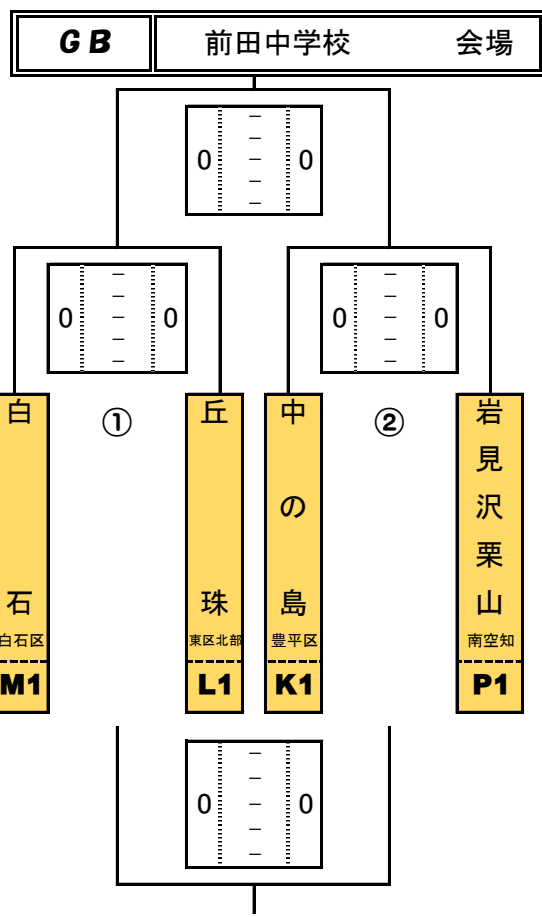 GB 前田中学校 会場
0 － 0
－
－
－
－
0 － 0
－
－
－
－
0 － 0
－
－
－
－
① ②
白石
白石区
M1
丘珠
東区北部
L1
中の島
豊平区
K1
岩見沢栗山
南空知
P1
0 － 0
－
－
－
－